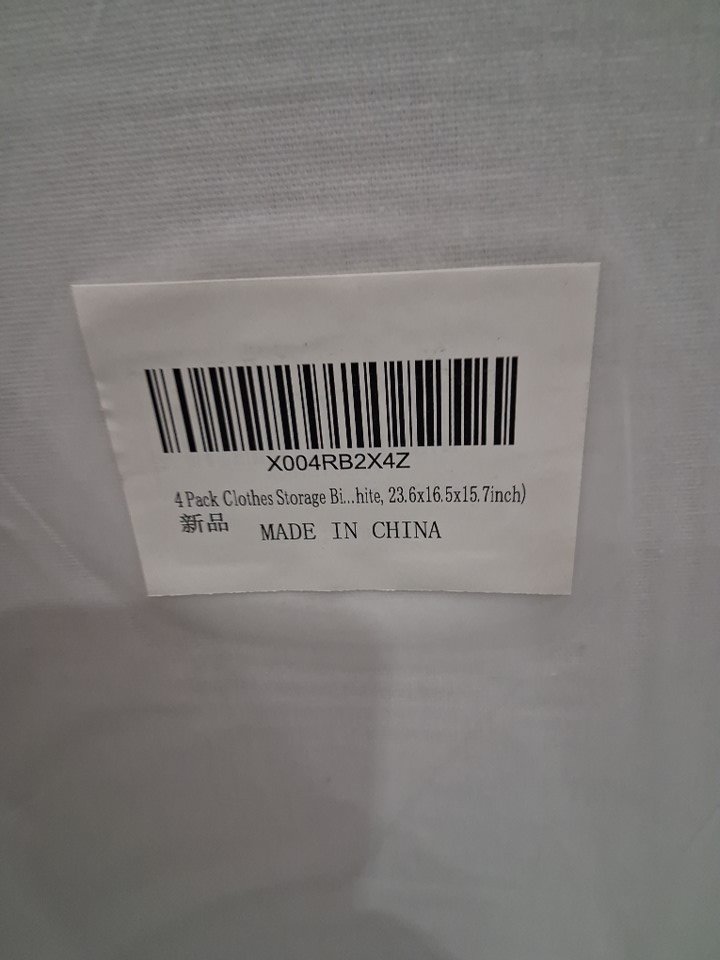 X004RB2X4Z
4 Pack Clothes Storage Bi...hite, 23.6x16.5x15.7inch)
新品 MADE IN CHINA